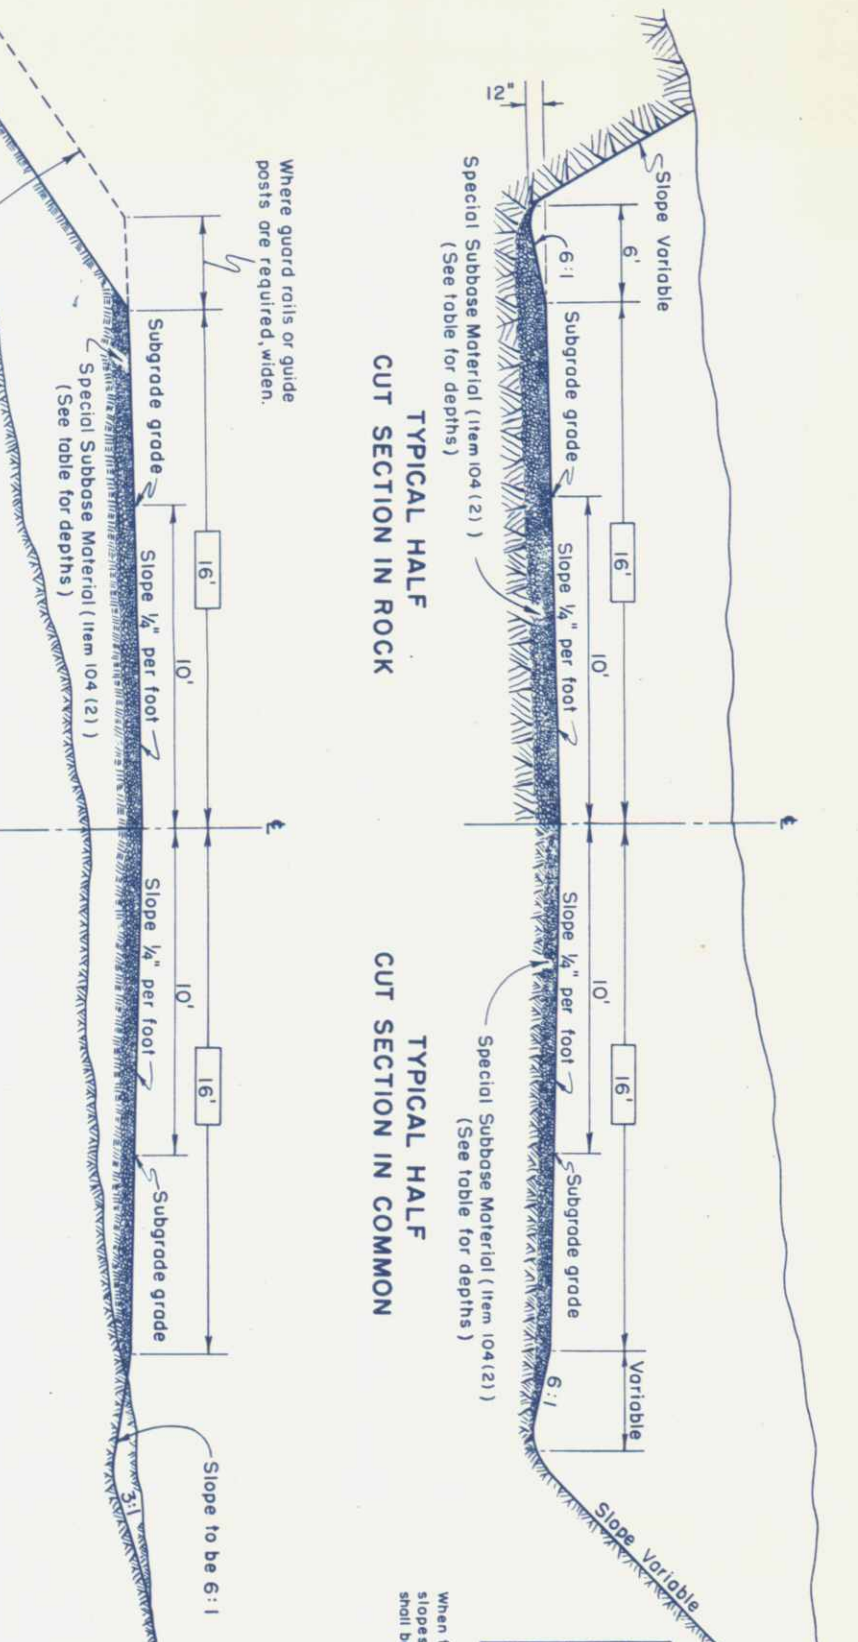 12"
Slope Variable
6'
6:1
Subgrade grade
16'
10'
Slope ¼" per foot
Special Subbase Material (Item 104 (2) )
(See table for depths)
℄
16'
10'
Slope ¼" per foot
Subgrade grade
Variable
6:1
Slope Variable
Special Subbase Material (Item 104(2))
(See table for depths)
TYPICAL HALF
CUT SECTION IN ROCK
TYPICAL HALF
CUT SECTION IN COMMON
When
slopes
shall b
Where guard rails or guide
posts are required, widen.
16'
10'
Subgrade grade
Slope ¼" per foot
Special Subbase Material (Item 104 (2) )
(See table for depths)
℄
16'
10'
Slope ¼" per foot
Subgrade grade
Slope to be 6:1
3:1